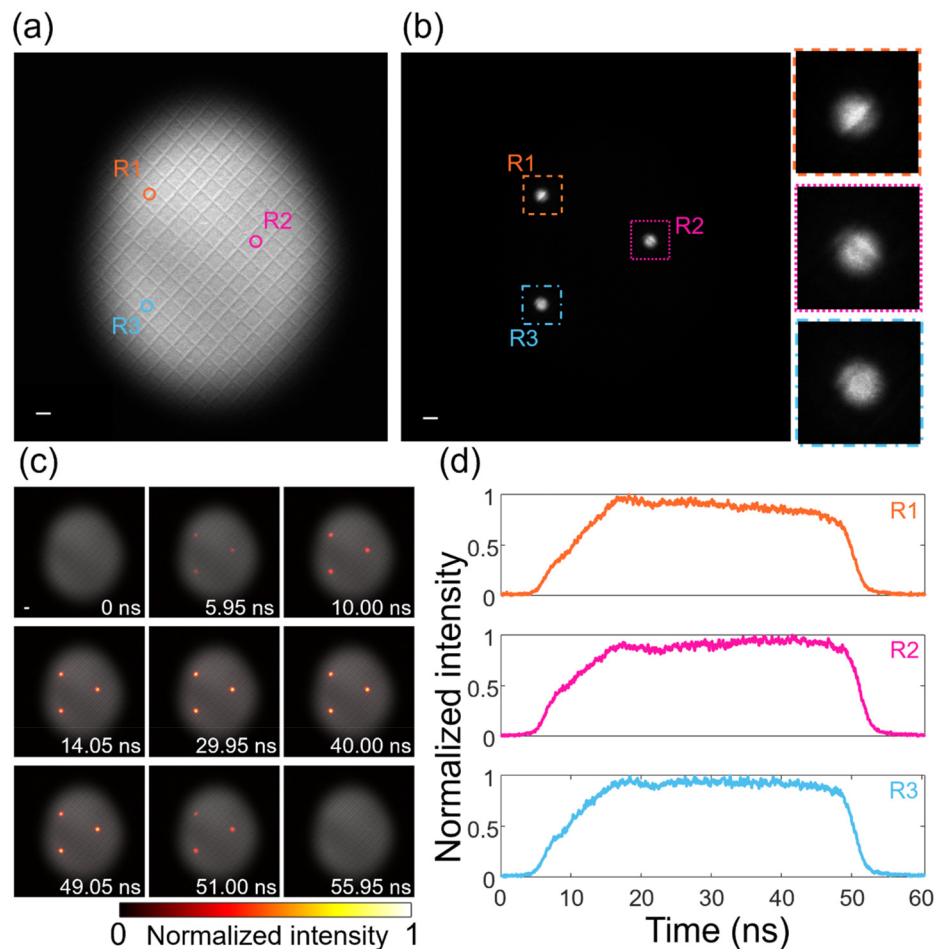 (a)
(b)
R1
R2
R3
R1
R2
R3
(c)
(d)
0 ns
5.95 ns
10.00 ns
14.05 ns
29.95 ns
40.00 ns
49.05 ns
51.00 ns
55.95 ns
0 Normalized intensity 1
Normalized intensity
1
0.5
0
R1
1
0.5
0
R2
1
0.5
0
R3
0 10 20 30 40 50 60
Time (ns)